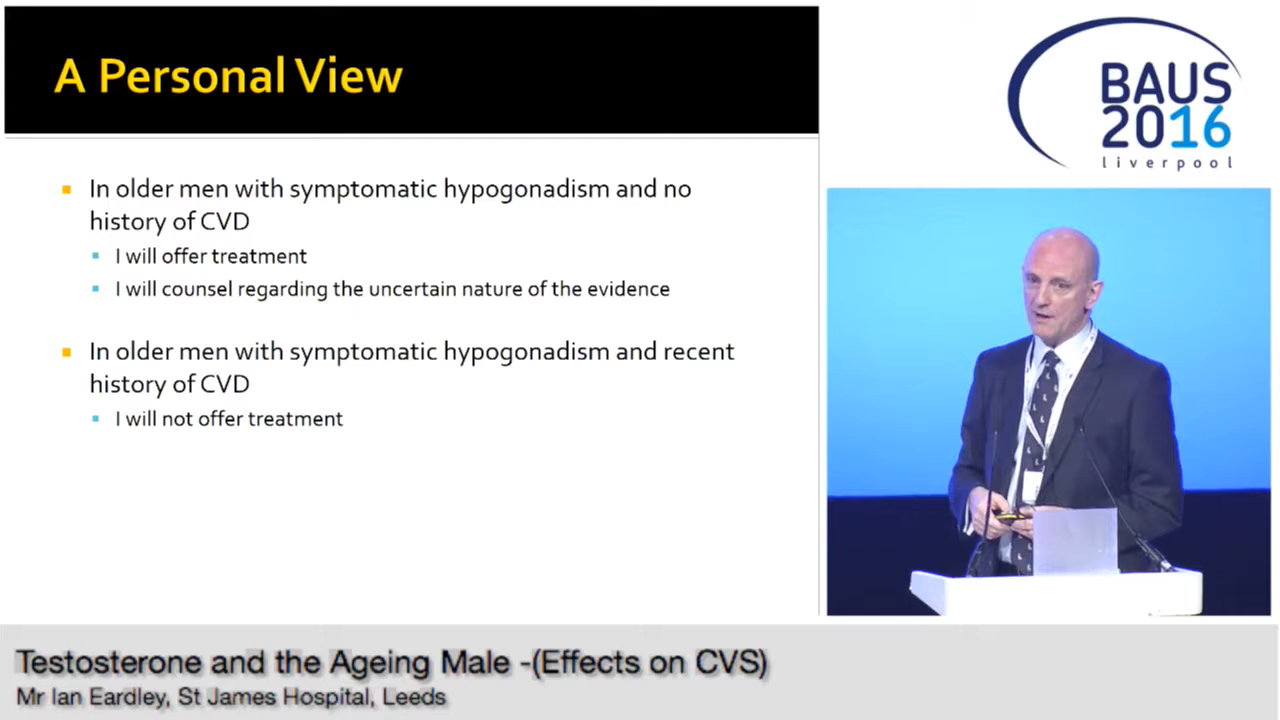 A Personal View
BAUS
2016
liverpool
In older men with symptomatic hypogonadism and no
history of CVD
I will offer treatment
I will counsel regarding the uncertain nature of the evidence
In older men with symptomatic hypogonadism and recent
history of CVD
I will not offer treatment
Testosterone and the Ageing Male -(Effects on CVS)
Mr Ian Eardley, St James Hospital, Leeds